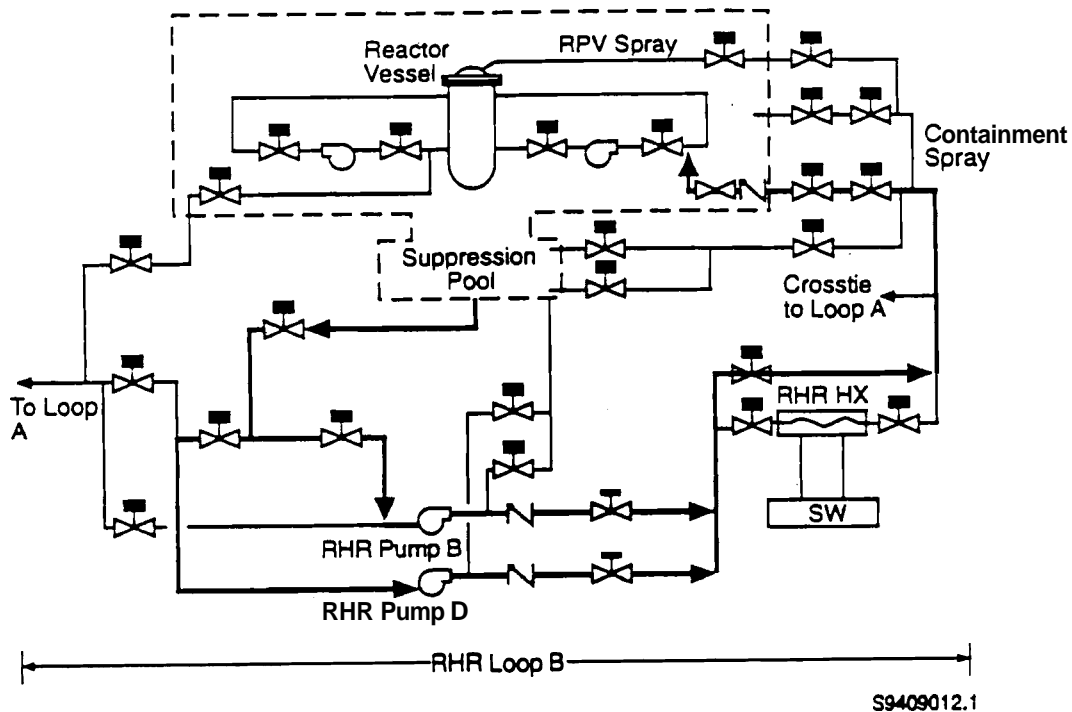 Reactor
Vessel
RPV Spray
Containment
Spray
Suppression
Pool
Crosstie
to Loop A
To Loop
A
RHR HX
SW
RHR Pump B
RHR Pump D
RHR Loop B
S9409012.1